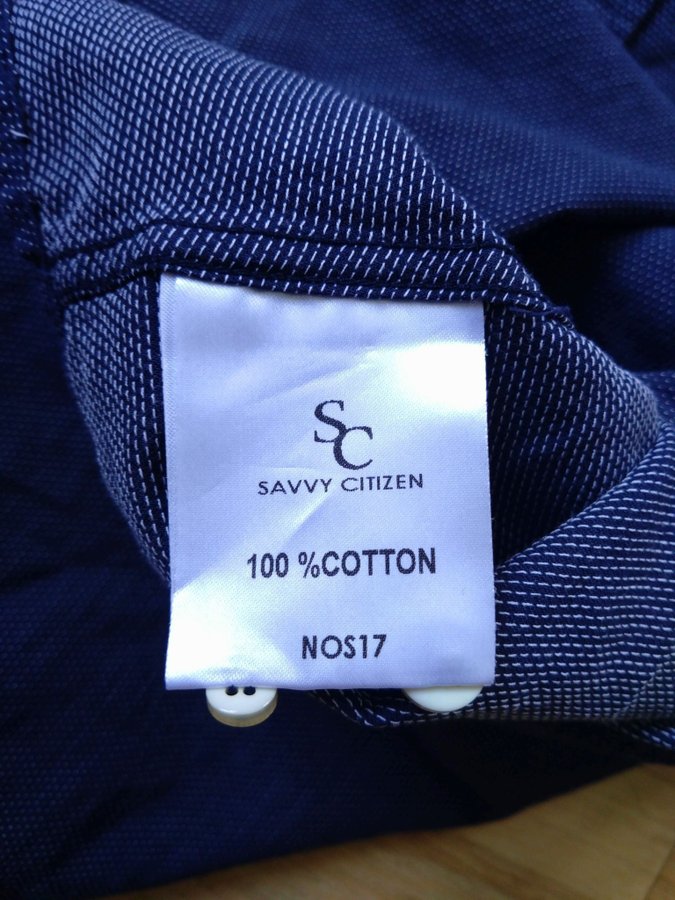 SC
SAVVY CITIZEN
100 %COTTON
NOS17